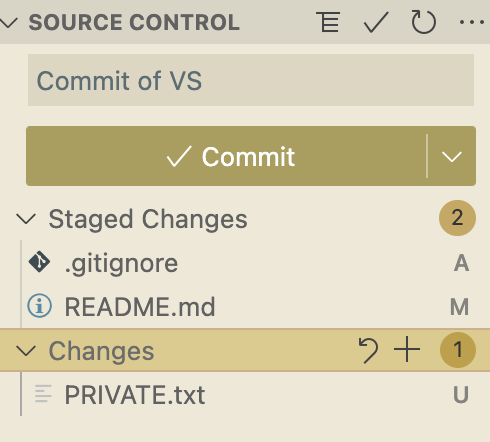 SOURCE CONTROL
Commit of VS
Commit
Staged Changes 2
.gitignore A
README.md M
Changes 1
PRIVATE.txt U